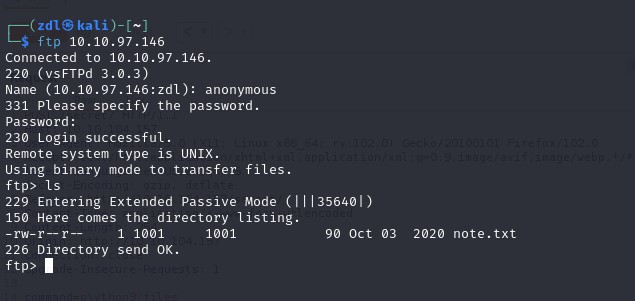 ┌──(zdl㉿kali)-[~]
└─$ ftp 10.10.97.146
Connected to 10.10.97.146.
220 (vsFTPd 3.0.3)
Name (10.10.97.146:zdl): anonymous
331 Please specify the password.
Password:
230 Login successful.
Remote system type is UNIX.
Using binary mode to transfer files.
ftp> ls
229 Entering Extended Passive Mode (|||35640|)
150 Here comes the directory listing.
-rw-r--r--    1 1001     1001           90 Oct 03  2020 note.txt
226 Directory send OK.
ftp>